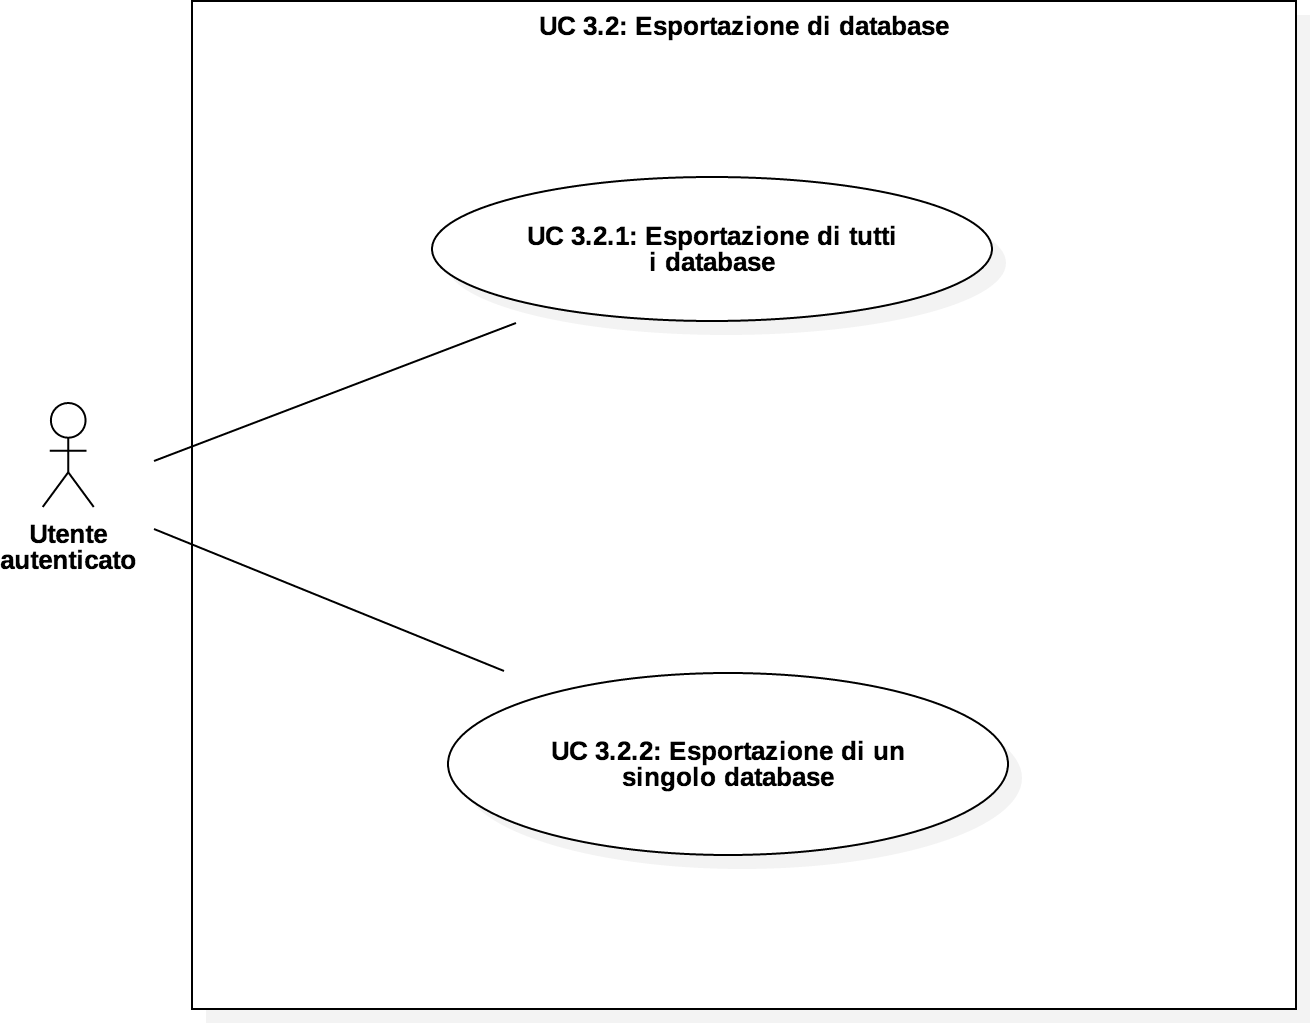 UC 3.2: Esportazione di database
UC 3.2.1: Esportazione di tutti
i database
Utente
autenticato
UC 3.2.2: Esportazione di un
singolo database